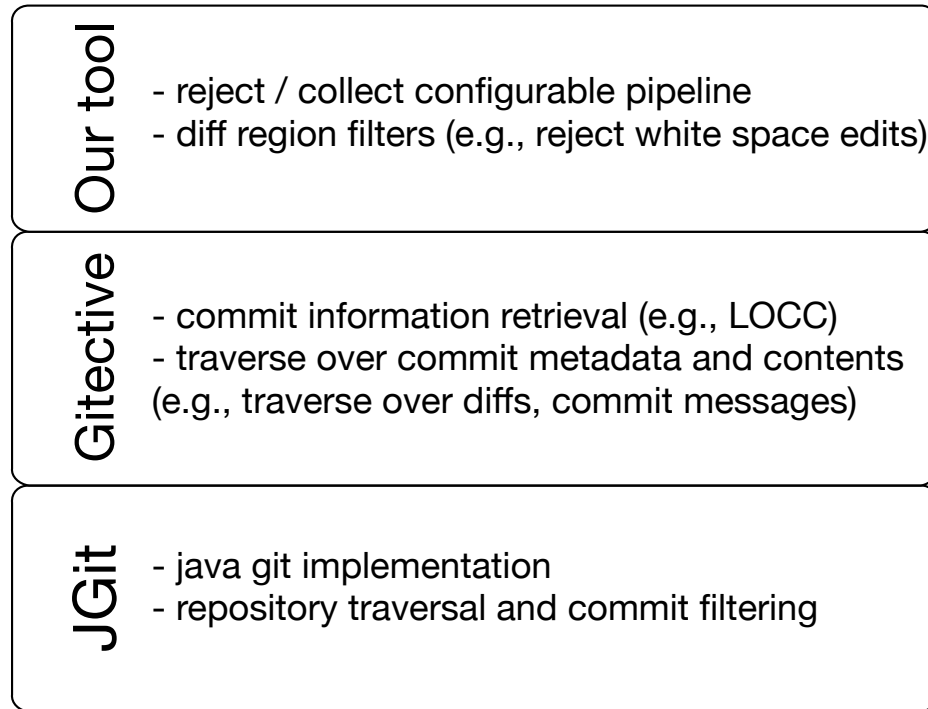 Our tool
- reject / collect configurable pipeline
- diff region filters (e.g., reject white space edits)
Gitective
- commit information retrieval (e.g., LOCC)
- traverse over commit metadata and contents
(e.g., traverse over diffs, commit messages)
JGit
- java git implementation
- repository traversal and commit filtering